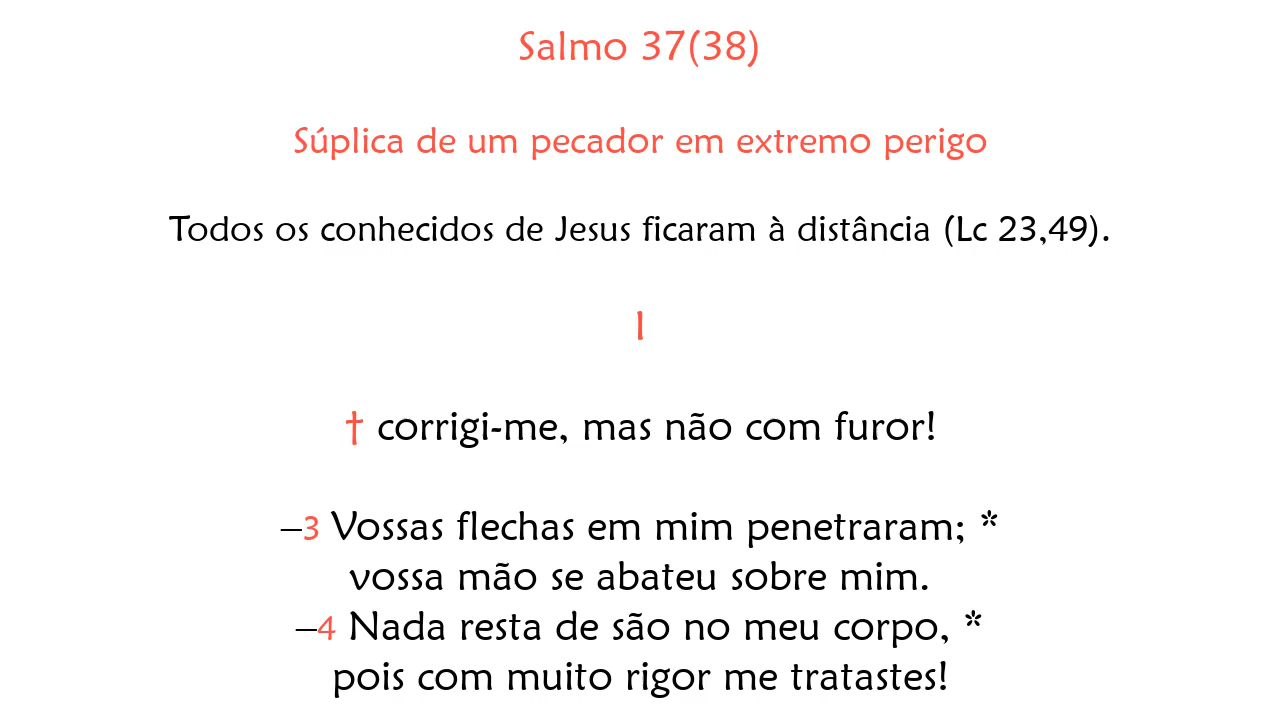 Salmo 37(38)
Súplica de um pecador em extremo perigo
Todos os conhecidos de Jesus ficaram à distância (Lc 23,49).
I
† corrigi-me, mas não com furor!
–3 Vossas flechas em mim penetraram; *
vossa mão se abateu sobre mim.
–4 Nada resta de são no meu corpo, *
pois com muito rigor me tratastes!